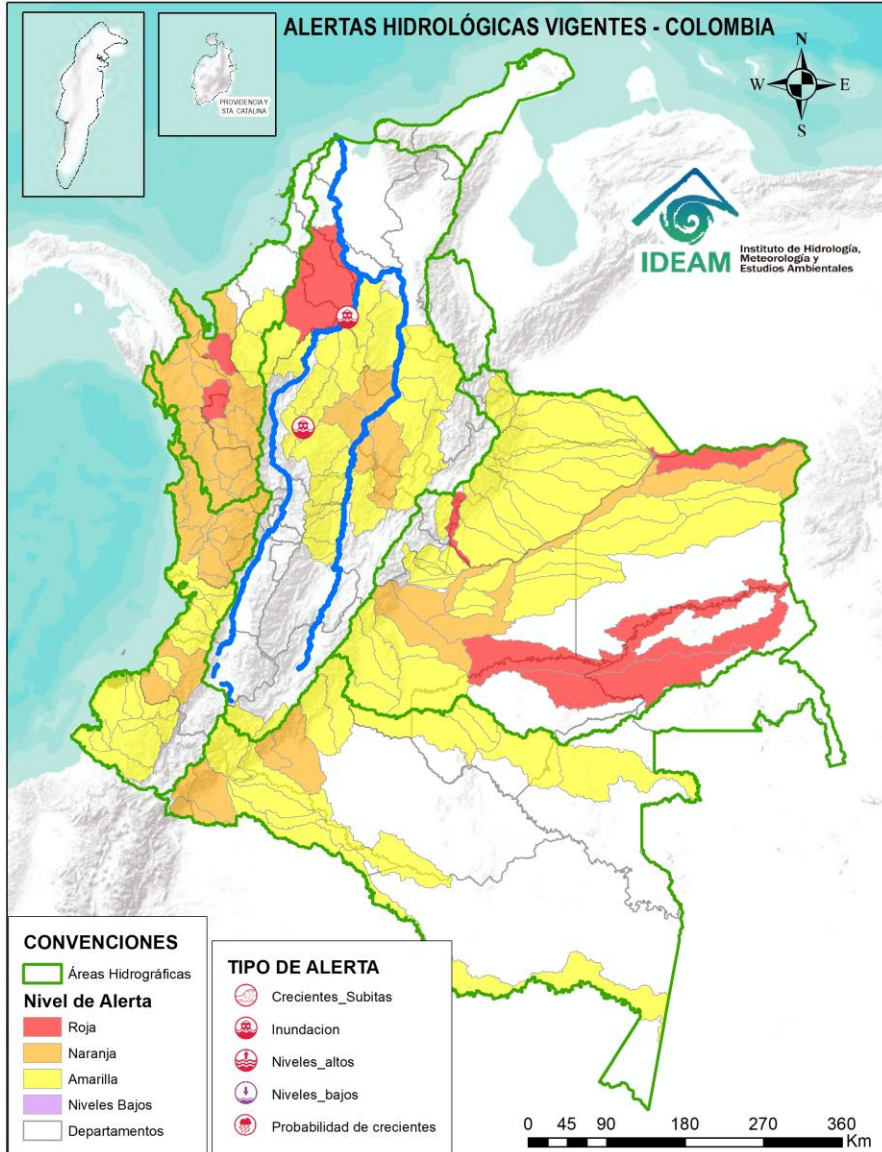 ALERTAS HIDROLÓGICAS VIGENTES - COLOMBIA
PROVIDENCIA Y
STA. CATALINA
N
W
E
S
IDEAM
Instituto de Hidrología,
Meteorología y
Estudios Ambientales
CONVENCIONES
Áreas Hidrográficas
Nivel de Alerta
Roja
Naranja
Amarilla
Niveles Bajos
Departamentos
TIPO DE ALERTA
Crecientes_Subitas
Inundacion
Niveles_altos
Niveles_bajos
Probabilidad de crecientes
0 45 90 180 270 360
Km